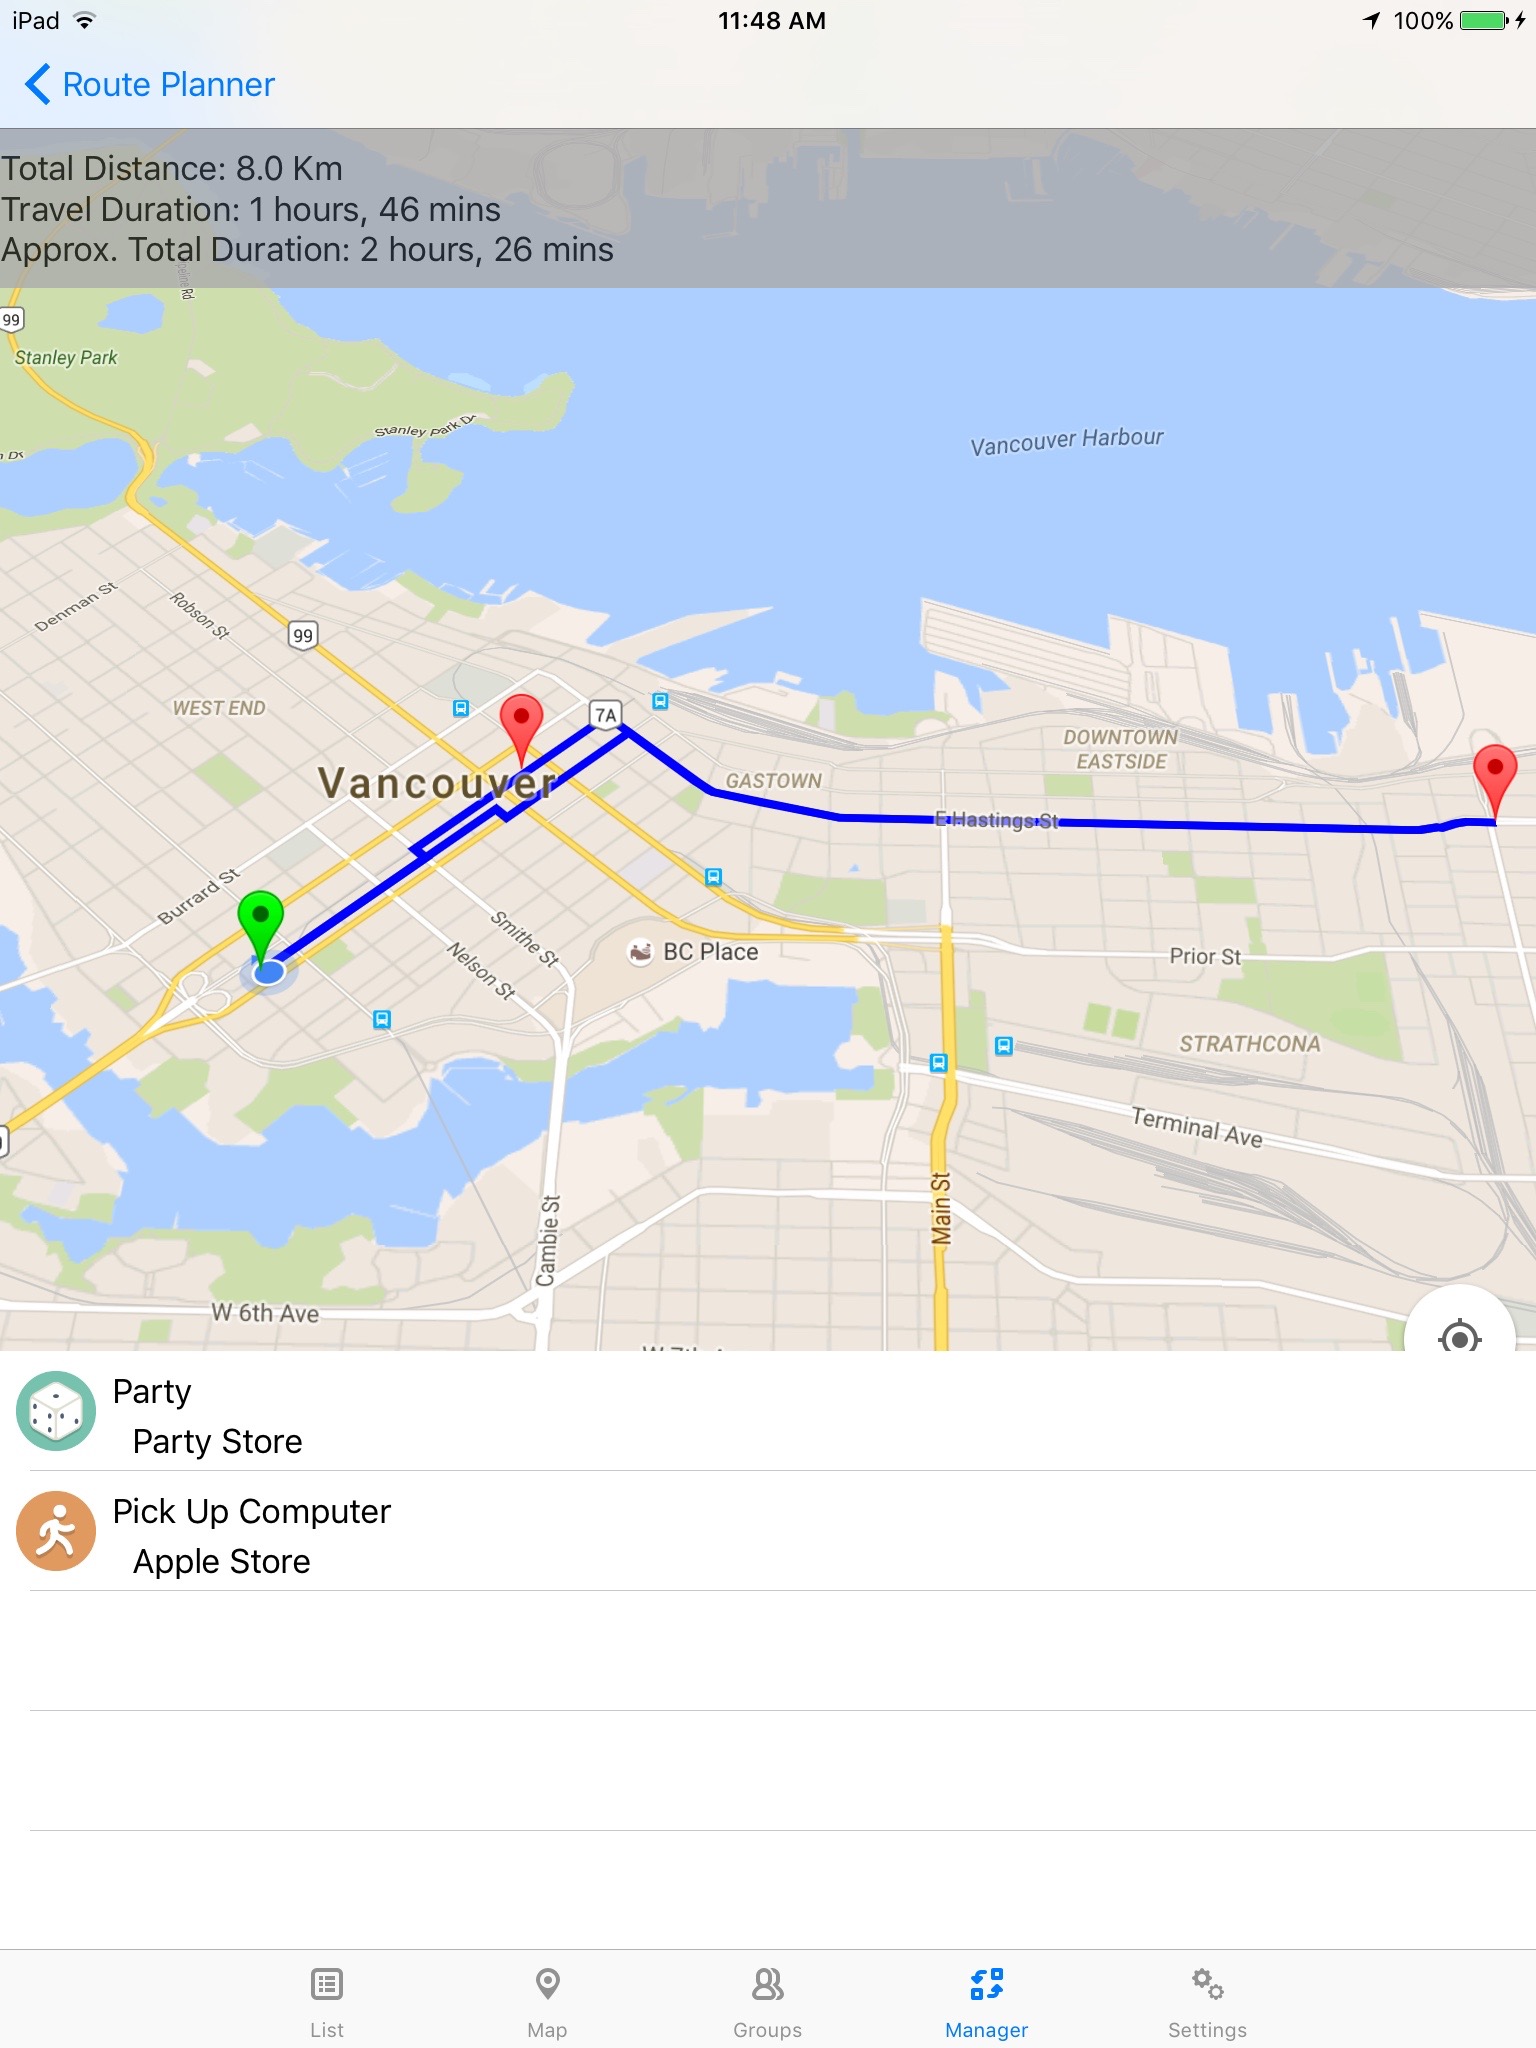 iPad 11:48 AM 100%
Route Planner
Total Distance: 8.0 Km
Travel Duration: 1 hours, 46 mins
Approx. Total Duration: 2 hours, 26 mins
99
Stanley Park
Stanley Park Dr
Vancouver Harbour
Denman St
Robson St
99
WEST END
7A
DOWNTOWN
EASTSIDE
Vancouver
GASTOWN
E Hastings St
Burrard St
Smithe St
Nelson St
BC Place
Prior St
STRATHCONA
Terminal Ave
Main St
Cambie St
W 6th Ave
Party
Party Store
Pick Up Computer
Apple Store
List Map Groups Manager Settings